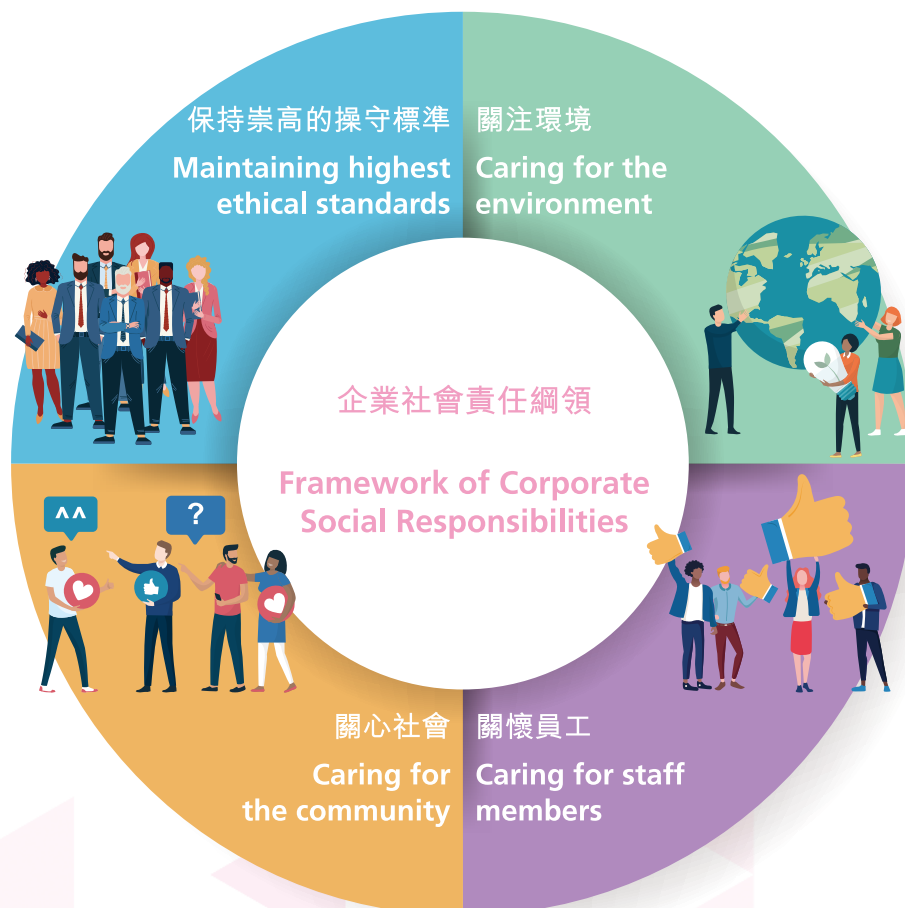 保持崇高的操守標準
Maintaining highest
ethical standards
關注環境
Caring for the
environment
企業社會責任綱領
Framework of Corporate
Social Responsibilities
^^
?
關心社會
Caring for
the community
關懷員工
Caring for staff
members